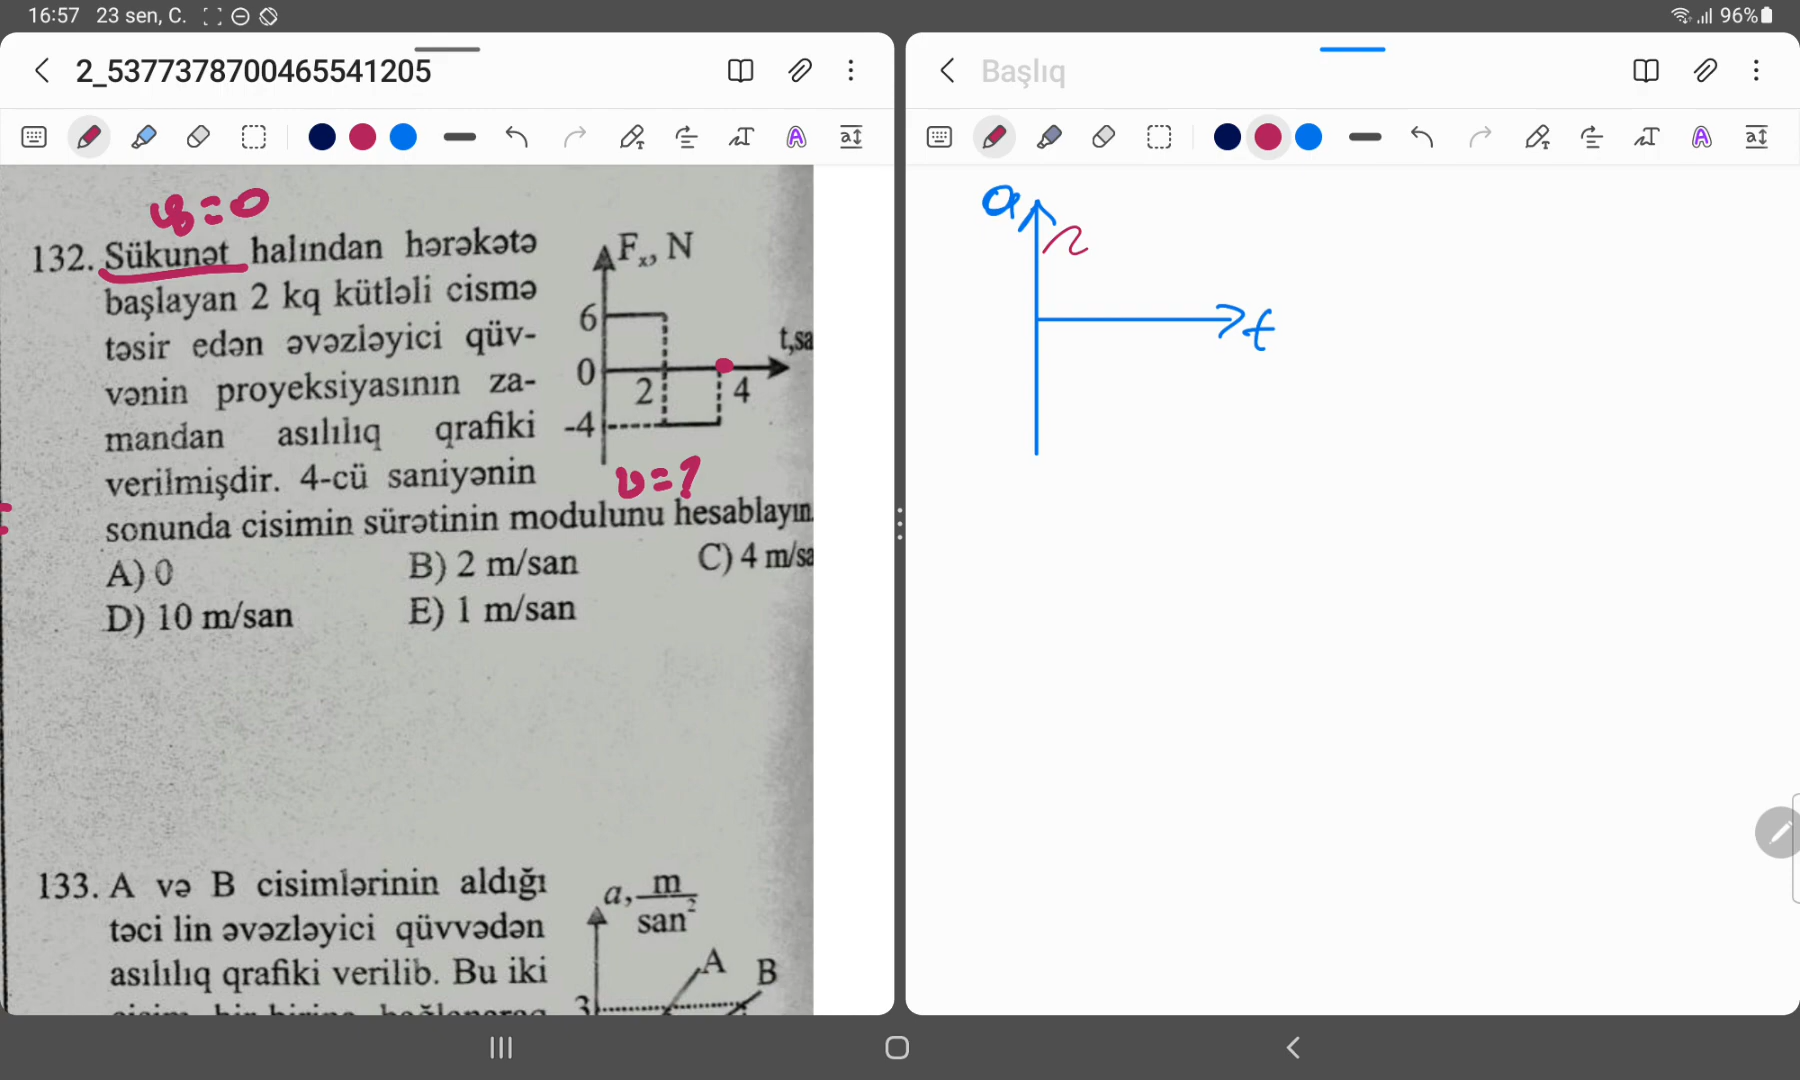 16:57 23 sen, C.
96%
2_5377378700465541205
Başlıq
υ₀=0
132. Sükunət halından hərəkətə
başlayan 2 kq kütləli cismə
təsir edən əvəzləyici qüv-
vənin proyeksiyasının za-
mandan asılılıq qrafiki
verilmişdir. 4-cü saniyənin
sonunda cisimin sürətinin modulunu hesablayın
A) 0
B) 2 m/san
C) 4 m/sa
D) 10 m/san
E) 1 m/san
Fₓ, N
6
0
2
4
-4
t,sa
υ=?
133. A və B cisimlərinin aldığı
təci lin əvəzləyici qüvvədən
asılılıq qrafiki verilib. Bu iki
a, m/san²
A
B
3
a
t